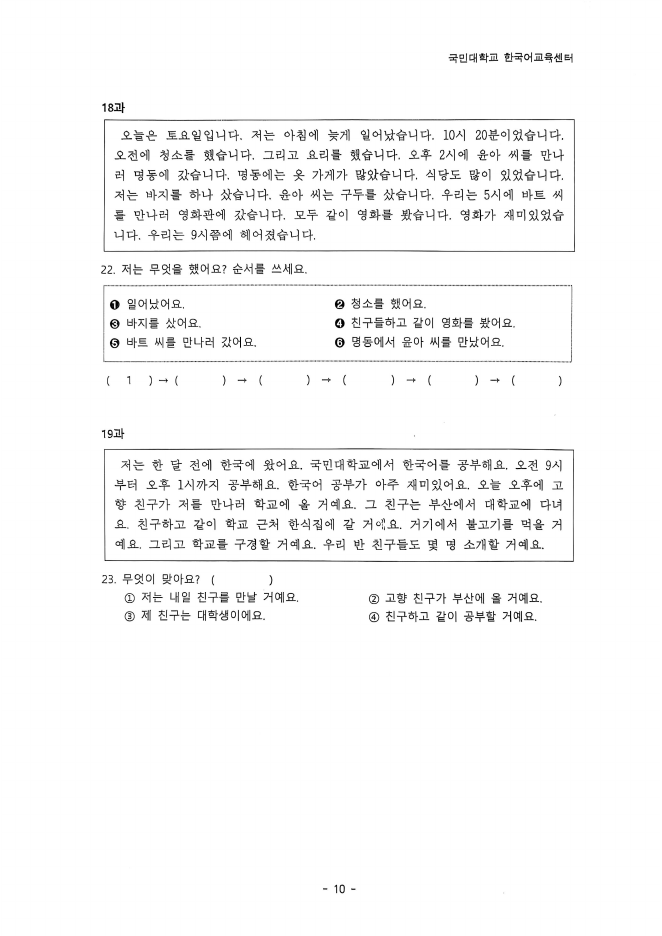 국민대학교 한국어교육센터
18과
오늘은 토요일입니다. 저는 아침에 늦게 일어났습니다. 10시 20분이었습니다.
오전에 청소를 했습니다. 그리고 요리를 했습니다. 오후 2시에 윤아 씨를 만나
러 명동에 갔습니다. 명동에는 옷 가게가 많았습니다. 식당도 많이 있었습니다.
저는 바지를 하나 샀습니다. 윤아 씨는 구두를 샀습니다. 우리는 5시에 바트 씨
를 만나러 영화관에 갔습니다. 모두 같이 영화를 봤습니다. 영화가 재미있었습
니다. 우리는 9시쯤에 헤어졌습니다.
22. 저는 무엇을 했어요? 순서를 쓰세요.
❶ 일어났어요. ❷ 청소를 했어요.
❸ 바지를 샀어요. ❹ 친구들하고 같이 영화를 봤어요.
❺ 바트 씨를 만나러 갔어요. ❻ 명동에서 윤아 씨를 만났어요.
( 1 ) → ( ) → ( ) → ( ) → ( ) → ( )
19과
저는 한 달 전에 한국에 왔어요. 국민대학교에서 한국어를 공부해요. 오전 9시
부터 오후 1시까지 공부해요. 한국어 공부가 아주 재미있어요. 오늘 오후에 고
향 친구가 저를 만나러 학교에 올 거예요. 그 친구는 부산에서 대학교에 다녀
요. 친구하고 같이 학교 근처 한식집에 갈 거예요. 거기에서 불고기를 먹을 거
예요. 그리고 학교를 구경할 거예요. 우리 반 친구들도 몇 명 소개할 거예요.
23. 무엇이 맞아요? ( )
① 저는 내일 친구를 만날 거예요. ② 고향 친구가 부산에 올 거예요.
③ 제 친구는 대학생이에요. ④ 친구하고 같이 공부할 거예요.
- 10 -